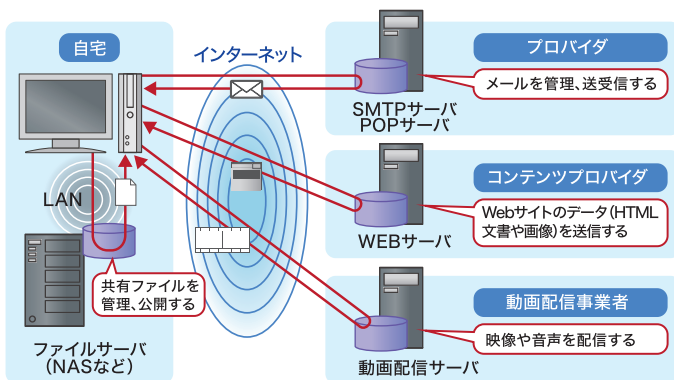 自宅
インターネット
LAN
共有ファイルを
管理、公開する
ファイルサーバ
（NASなど）
プロバイダ
メールを管理、送受信する
SMTPサーバ
POPサーバ
コンテンツプロバイダ
Webサイトのデータ（HTML
文書や画像）を送信する
WEBサーバ
動画配信事業者
映像や音声を配信する
動画配信サーバ